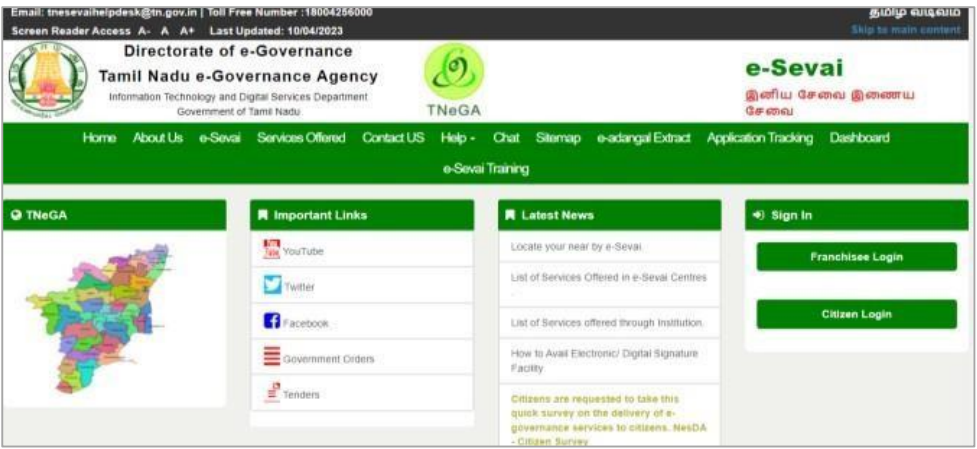 Email: tnesevaihelpdesk@tn.gov.in | Toll Free Number :18004256000
தமிழ் வடிவம்
Screen Reader Access A- A A+ Last Updated: 10/04/2023
Skip to main content
Directorate of e-Governance
Tamil Nadu e-Governance Agency
Information Technology and Digital Services Department
Government of Tamil Nadu
TNeGA
e-Sevai
இனிய சேவை இணைய
சேவை
Home About Us e-Sevai Services Offered Contact US Help - Chat Sitemap e-adangal Extract Application Tracking Dashboard
e-Sevai Training
TNeGA
Important Links
YouTube
Twitter
Facebook
Government Orders
Tenders
Latest News
Locate your near by e-Sevai
List of Services Offered in e-Sevai Centres
.
List of Services offered through Institution.
How to Avail Electronic/ Digital Signature
Facility
Citizens are requested to take this
quick survey on the delivery of e-
governance services to citizens. NesDA
- Citizen Survey
Sign In
Franchisee Login
Citizen Login